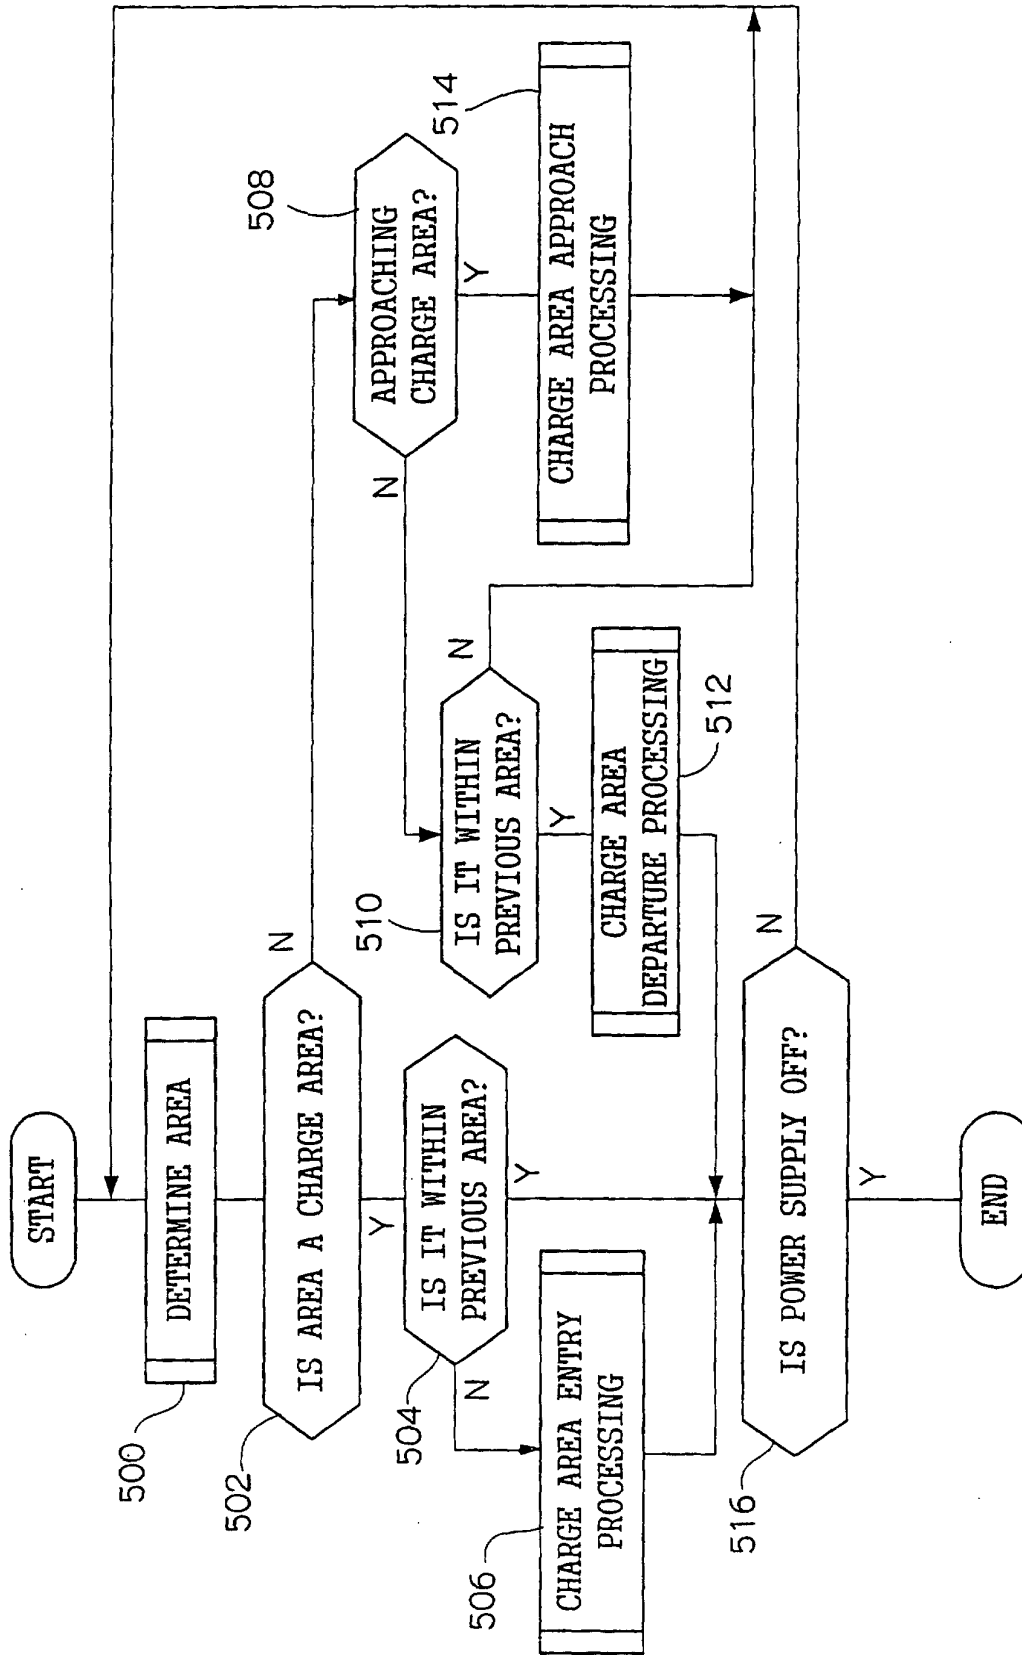 START
DETERMINE AREA
500
IS AREA A CHARGE AREA?
502
N
Y
IS IT WITHIN
PREVIOUS AREA?
504
N
Y
CHARGE AREA ENTRY
PROCESSING
506
APPROACHING
CHARGE AREA?
508
N
Y
IS IT WITHIN
PREVIOUS AREA?
510
N
Y
CHARGE AREA
DEPARTURE PROCESSING
512
CHARGE AREA APPROACH
PROCESSING
514
IS POWER SUPPLY OFF?
516
N
Y
END